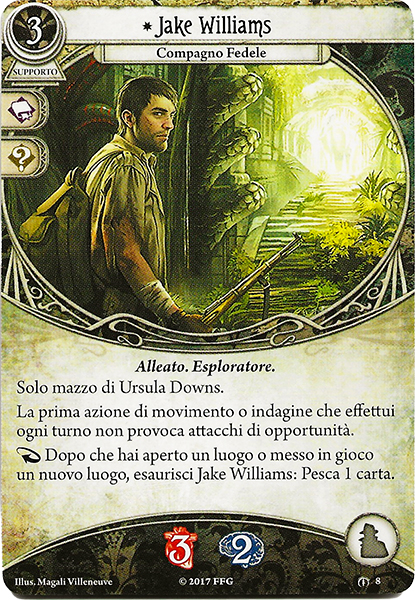 3
* Jake Williams
SUPPORTO
Compagno Fedele
?
Alleato. Esploratore.
Solo mazzo di Ursula Downs.
La prima azione di movimento o indagine che effettui
ogni turno non provoca attacchi di opportunità.
Dopo che hai aperto un luogo o messo in gioco
un nuovo luogo, esaurisci Jake Williams: Pesca 1 carta.
3 2
Illus. Magali Villeneuve © 2017 FFG 8